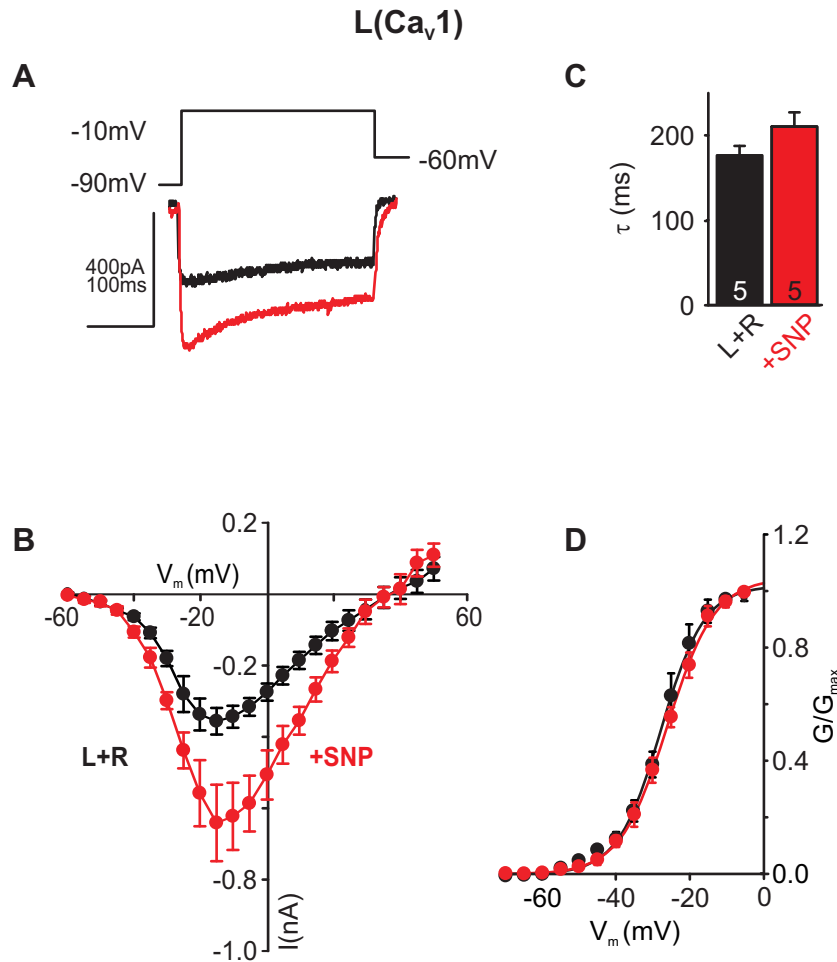 L(Cav1)
A
-10mV
-90mV
-60mV
400pA
100ms
C
200
100
0
τ (ms)
5
5
L+R
+SNP
B
0.2
Vm(mV)
-60
-20
60
-0.2
L+R
+SNP
-0.8
-1.0
I(nA)
D
1.2
0.8
0.4
0.0
G/Gmax
-60
-40
-20
0
Vm(mV)